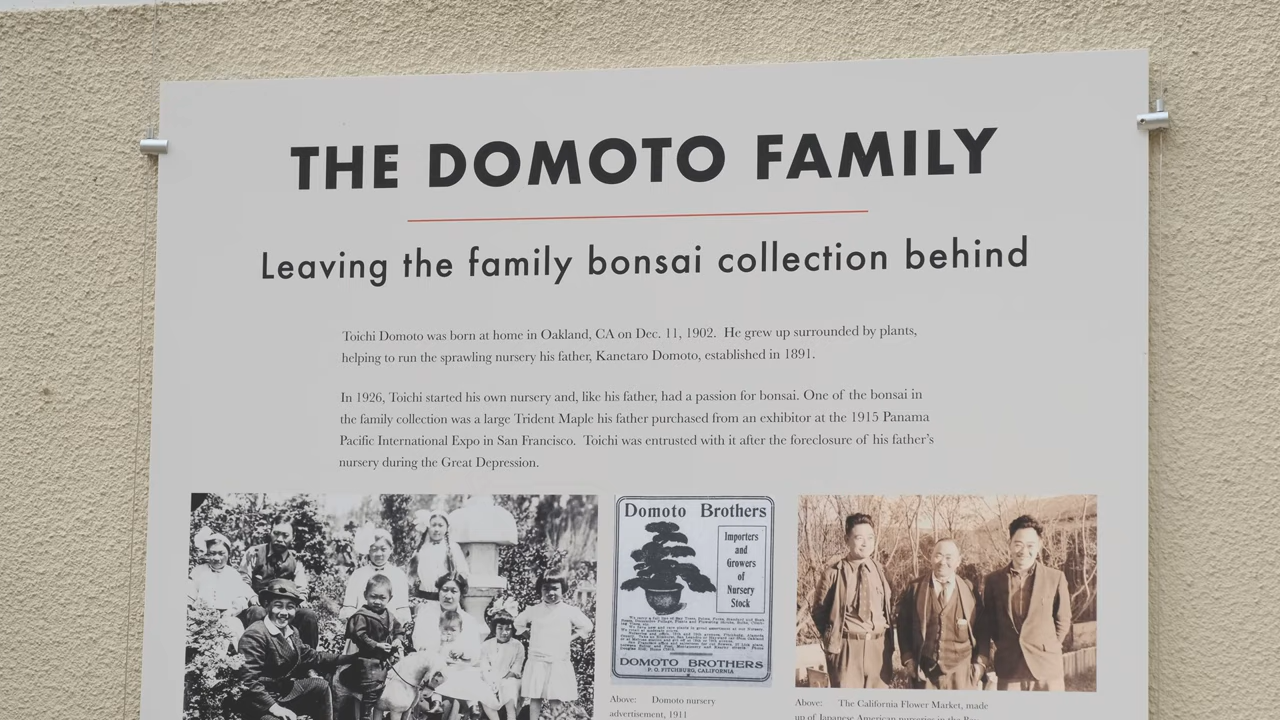 THE DOMOTO FAMILY
Leaving the family bonsai collection behind
Toichi Domoto was born at home in Oakland, CA on Dec. 11, 1902. He grew up surrounded by plants,
helping to run the sprawling nursery his father, Kanetaro Domoto, established in 1891.
In 1926, Toichi started his own nursery and, like his father, had a passion for bonsai. One of the bonsai in
the family collection was a large Trident Maple his father purchased from an exhibitor at the 1915 Panama
Pacific International Expo in San Francisco. Toichi was entrusted with it after the foreclosure of his father's
nursery during the Great Depression.
Domoto Brothers
Importers
and
Growers
of
Nursery
Stock
DOMOTO BROTHERS
P. O. FITCHBURG, CALIFORNIA
Above: Domoto nursery
advertisement, 1911
Above: The California Flower Market, made
up of Japanese American nurseries in the